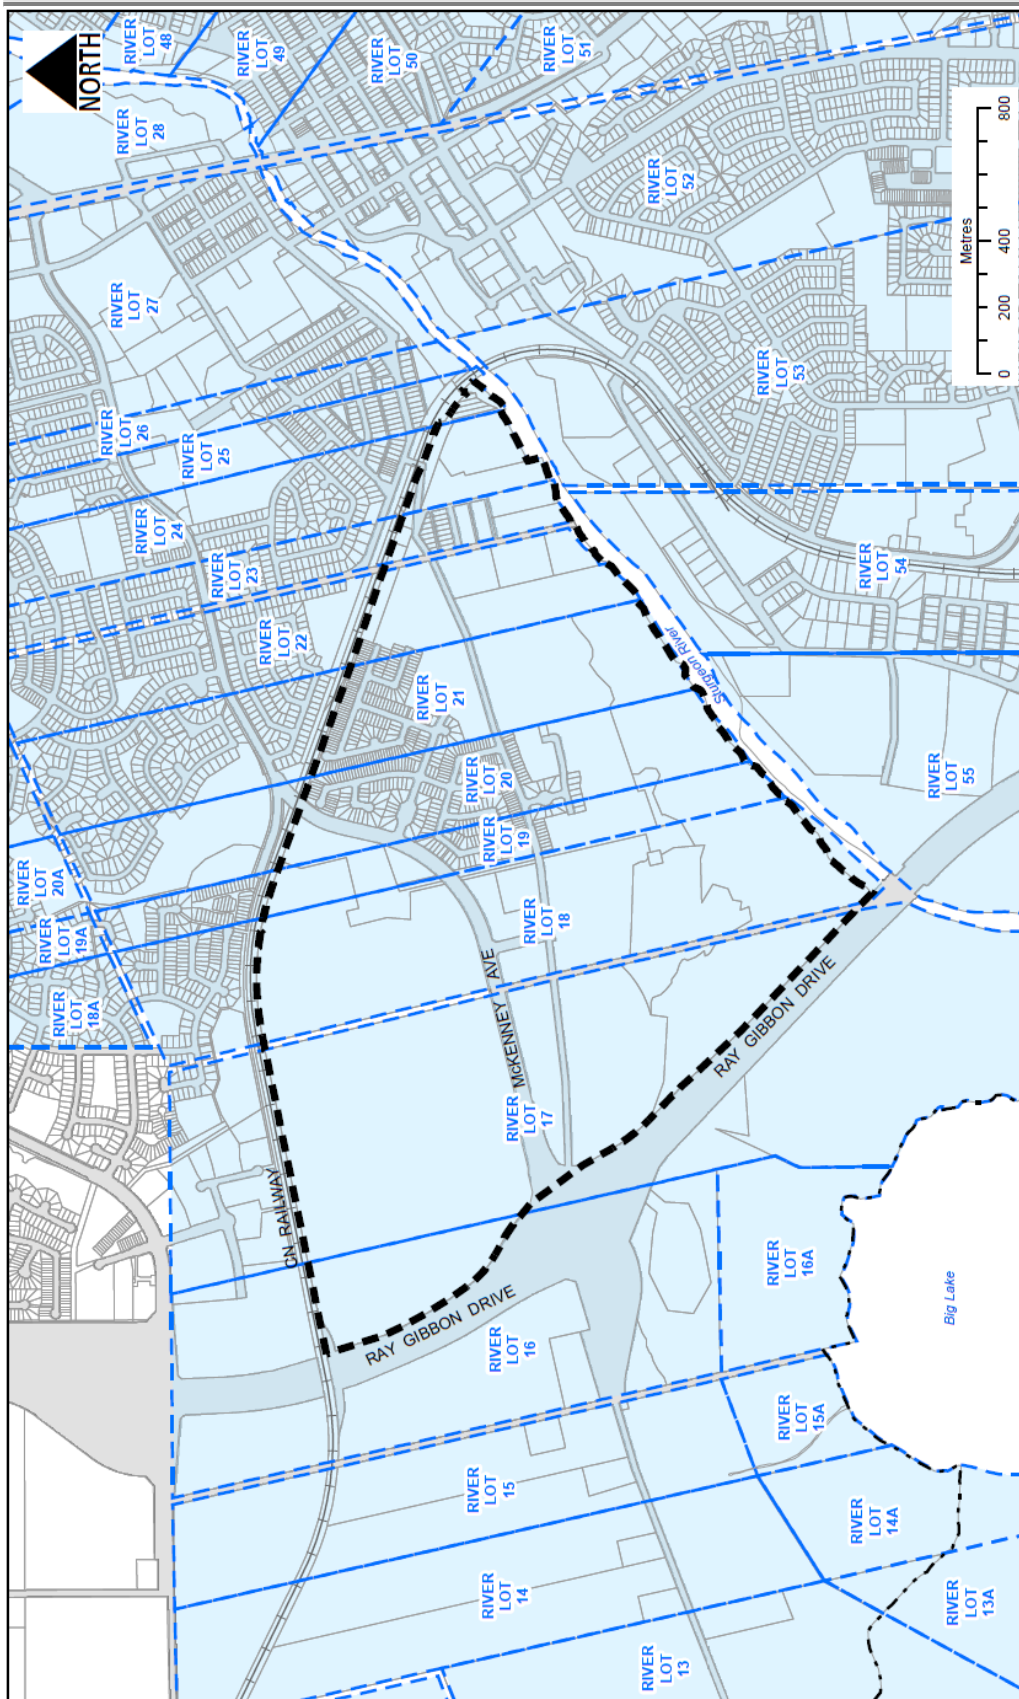 NORTH
RIVER
LOT
48
RIVER
LOT
49
RIVER
LOT
50
RIVER
LOT
51
RIVER
LOT
28
RIVER
LOT
52
RIVER
LOT
27
RIVER
LOT
53
RIVER
LOT
26
RIVER
LOT
25
RIVER
LOT
24
RIVER
LOT
23
RIVER
LOT
22
RIVER
LOT
21
RIVER
LOT
20
RIVER
LOT
19
RIVER
LOT
18
RIVER
LOT
17
RIVER
LOT
20A
RIVER
LOT
19A
RIVER
LOT
18A
RIVER
LOT
54
RIVER
LOT
55
Sturgeon River
McKENNEY AVE
RAY GIBBON DRIVE
CN RAILWAY
RAY GIBBON DRIVE
RIVER
LOT
16
RIVER
LOT
16A
Big Lake
RIVER
LOT
15A
RIVER
LOT
15
RIVER
LOT
14A
RIVER
LOT
14
RIVER
LOT
13A
RIVER
LOT
13
Metres
0 200 400 800